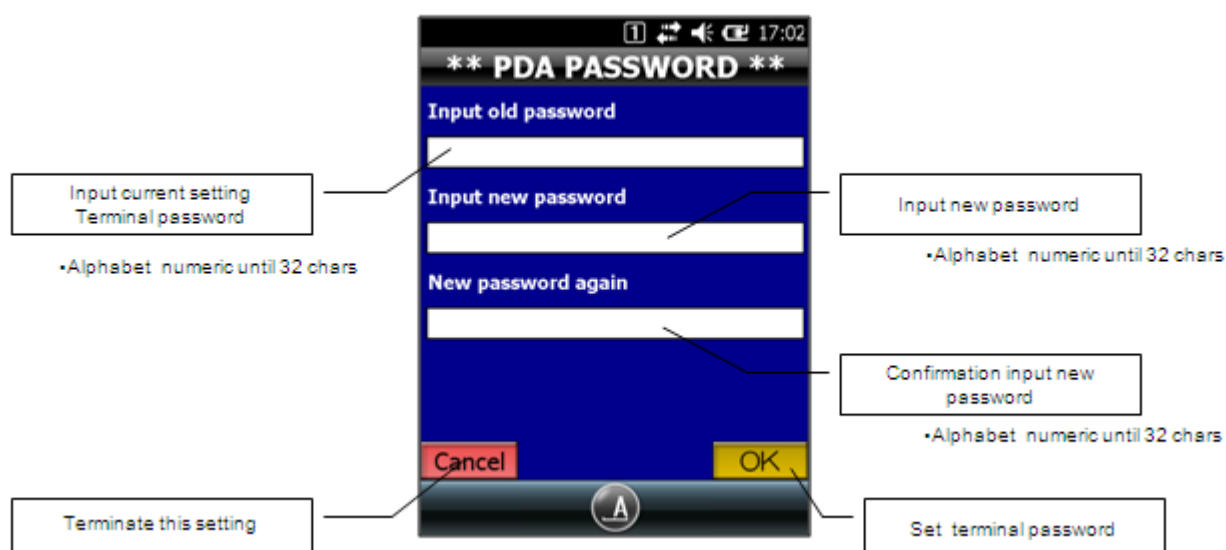 1 17:02
** PDA PASSWORD **
Input old password
Input current setting
Terminal password
•Alphabet numeric until 32 chars
Input new password
Input new password
•Alphabet numeric until 32 chars
New password again
Confirmation input new
password
•Alphabet numeric until 32 chars
Cancel
OK
A
Terminate this setting
Set terminal password